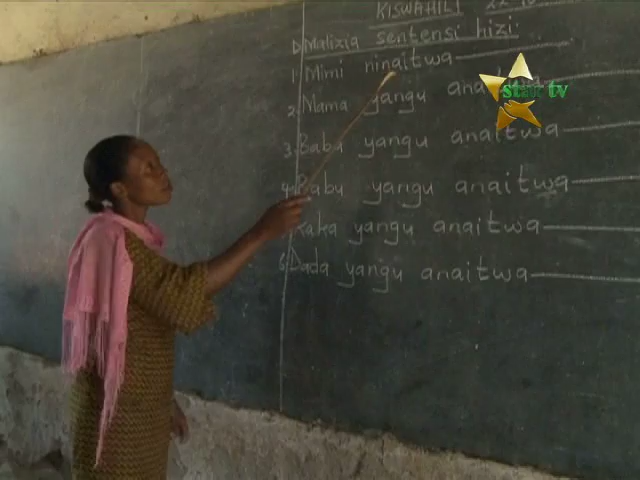 KISWAHILI
Malizia sentensi hizi:
1. Mimi ninaitwa
2. Mama yangu
star tv
3. Baba yangu anaitwa
4. Babu yangu anaitwa
Kaka yangu anaitwa
6. Dada yangu anaitwa